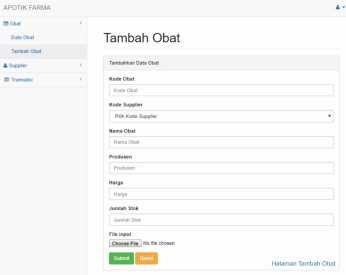 APOTIK FARMA
Obat
Data Obat
Tambah Obat
Supplier
Transaksi
Tambah Obat
Tambahkan Data Obat
Kode Obat
Kode Obat
Kode Supplier
Pilih Kode Supplier
Nama Obat
Nama Obat
Produsen
Produsen
Harga
Harga
Jumlah Stok
Jumlah Stok
File input
Choose File No file chosen
Submit Reset
Halaman Tambah Obat